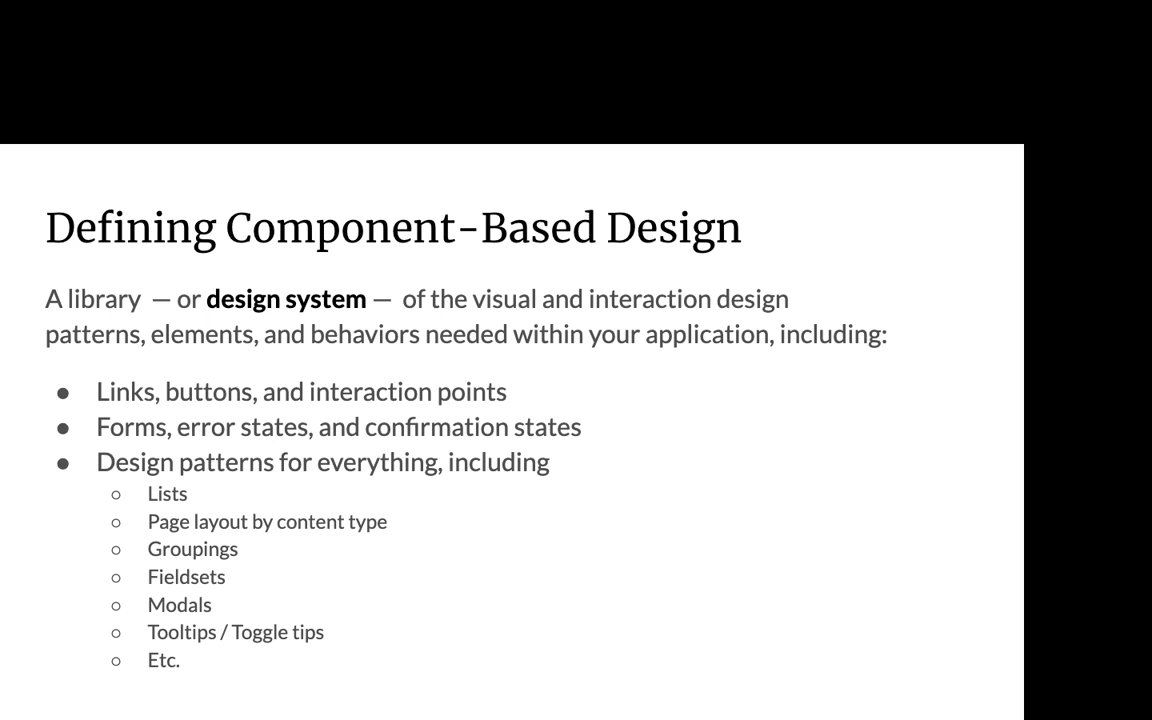 Defining Component-Based Design
A library — or design system — of the visual and interaction design
patterns, elements, and behaviors needed within your application, including:
● Links, buttons, and interaction points
● Forms, error states, and confirmation states
● Design patterns for everything, including
○ Lists
○ Page layout by content type
○ Groupings
○ Fieldsets
○ Modals
○ Tooltips / Toggle tips
○ Etc.